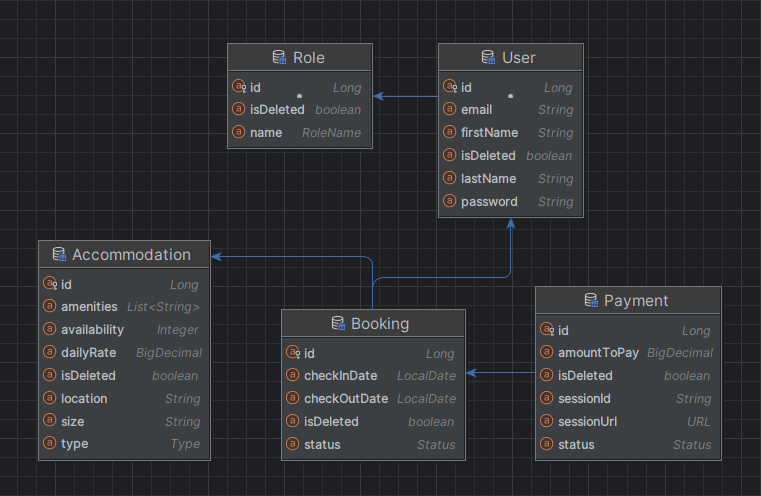 Role
id Long
isDeleted boolean
name RoleName
User
id Long
email String
firstName String
isDeleted boolean
lastName String
password String
Accommodation
id Long
amenities List<String>
availability Integer
dailyRate BigDecimal
isDeleted boolean
location String
size String
type Type
Booking
id Long
checkInDate LocalDate
checkOutDate LocalDate
isDeleted boolean
status Status
Payment
id Long
amountToPay BigDecimal
isDeleted boolean
sessionId String
sessionUrl URL
status Status